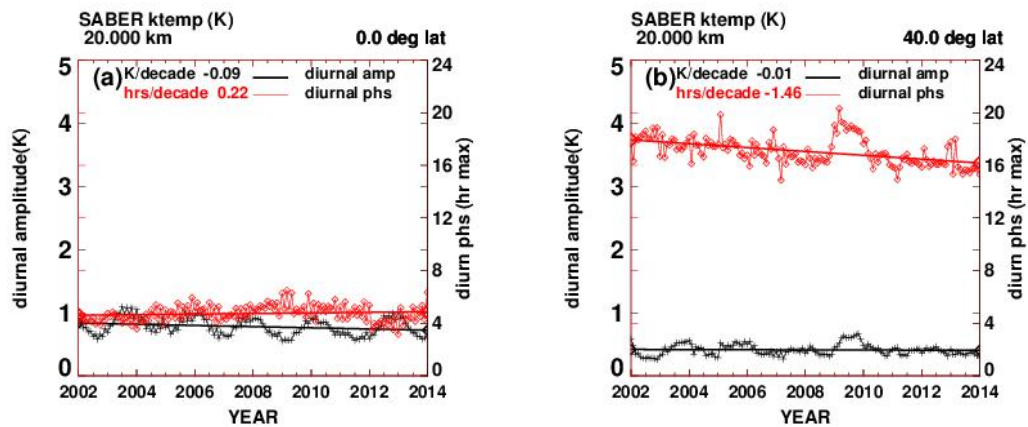 SABER ktemp (K)
20.000 km 0.0 deg lat
(a) K/decade -0.09 diurnal amp
hrs/decade 0.22 diurnal phs
5
4
3
2
1
0
diurnal amplitude(K)
24
20
16
12
8
4
0
diurn phs (hr max)
2002 2004 2006 2008 2010 2012 2014
YEAR
SABER ktemp (K)
20.000 km 40.0 deg lat
(b) K/decade -0.01 diurnal amp
hrs/decade -1.46 diurnal phs
5
4
3
2
1
0
diurnal amplitude(K)
24
20
16
12
8
4
0
diurn phs (hr max)
2002 2004 2006 2008 2010 2012 2014
YEAR